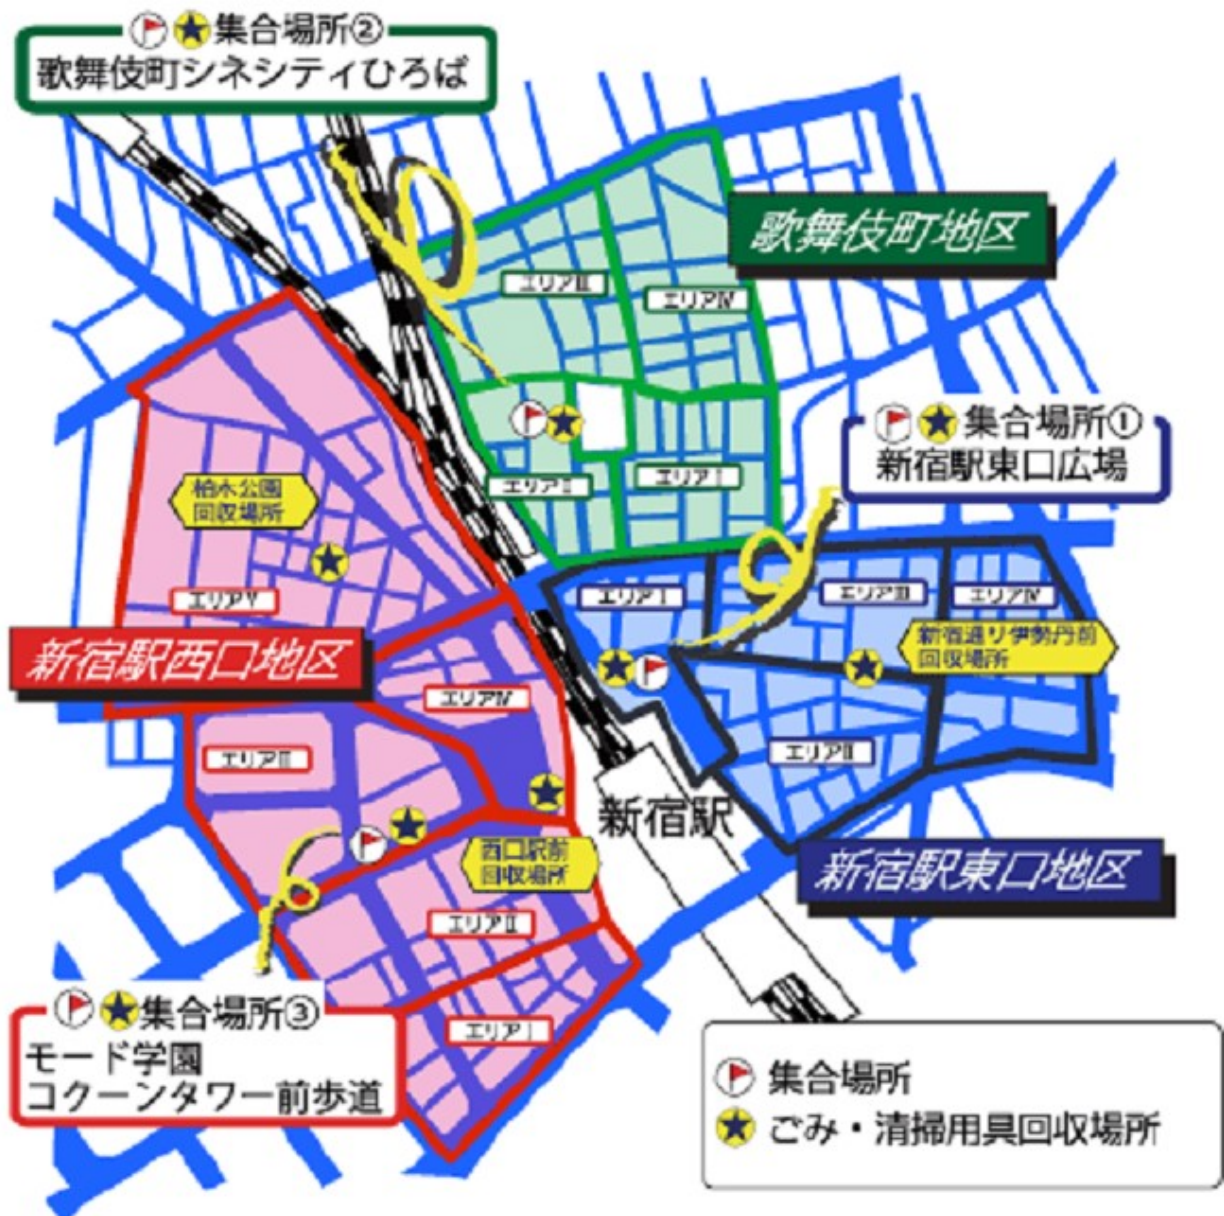 集合場所②
歌舞伎町シネシティひろば
歌舞伎町地区
エリアⅢ
エリアⅣ
集合場所①
新宿駅東口広場
エリアⅡ
エリアⅠ
柏木公園
回収場所
エリアⅤ
エリアⅠ
エリアⅢ
エリアⅣ
新宿通り伊勢丹前
回収場所
新宿駅西口地区
エリアⅣ
エリアⅢ
エリアⅡ
新宿駅
西口駅前
回収場所
新宿駅東口地区
エリアⅡ
エリアⅠ
集合場所③
モード学園
コクーンタワー前歩道
集合場所
ごみ・清掃用具回収場所